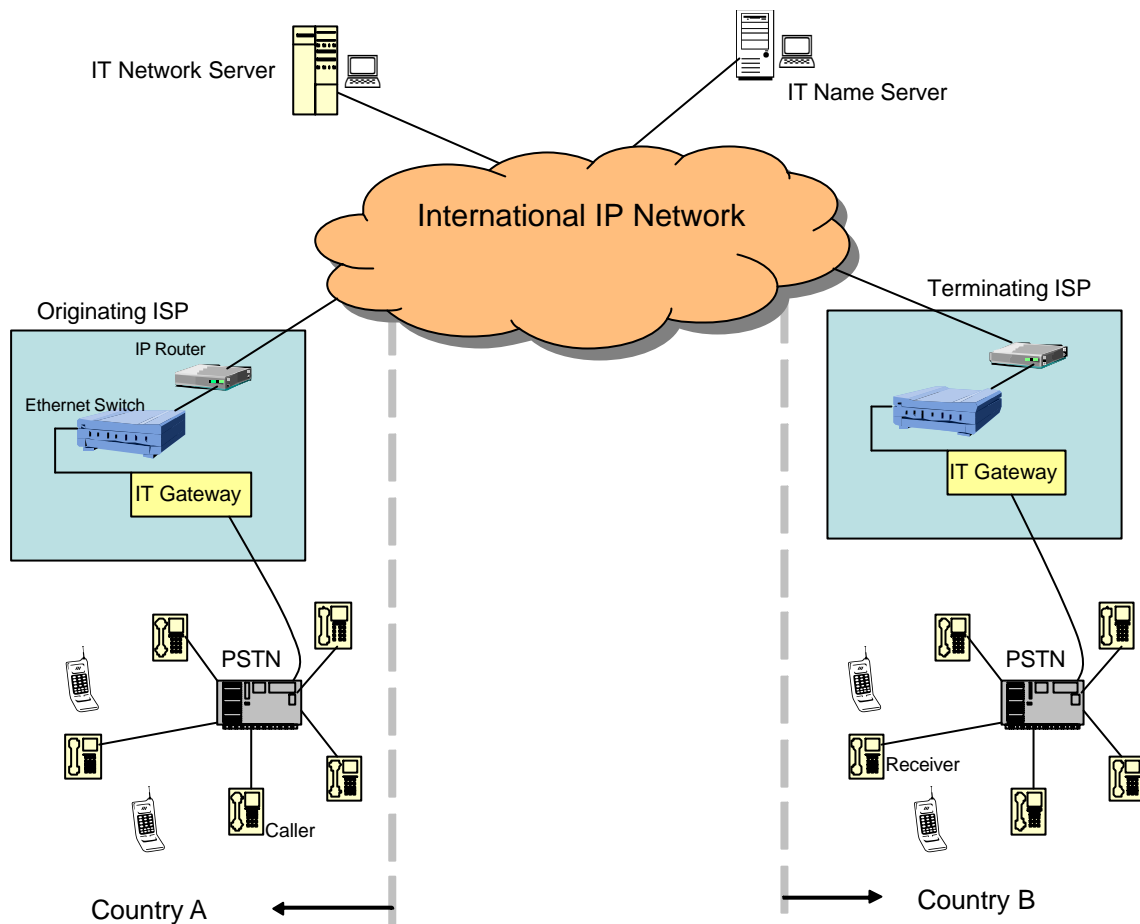 IT Network Server
IT Name Server
International IP Network
Originating ISP
Terminating ISP
IP Router
Ethernet Switch
IT Gateway
IT Gateway
PSTN
PSTN
Receiver
Caller
Country A
Country B